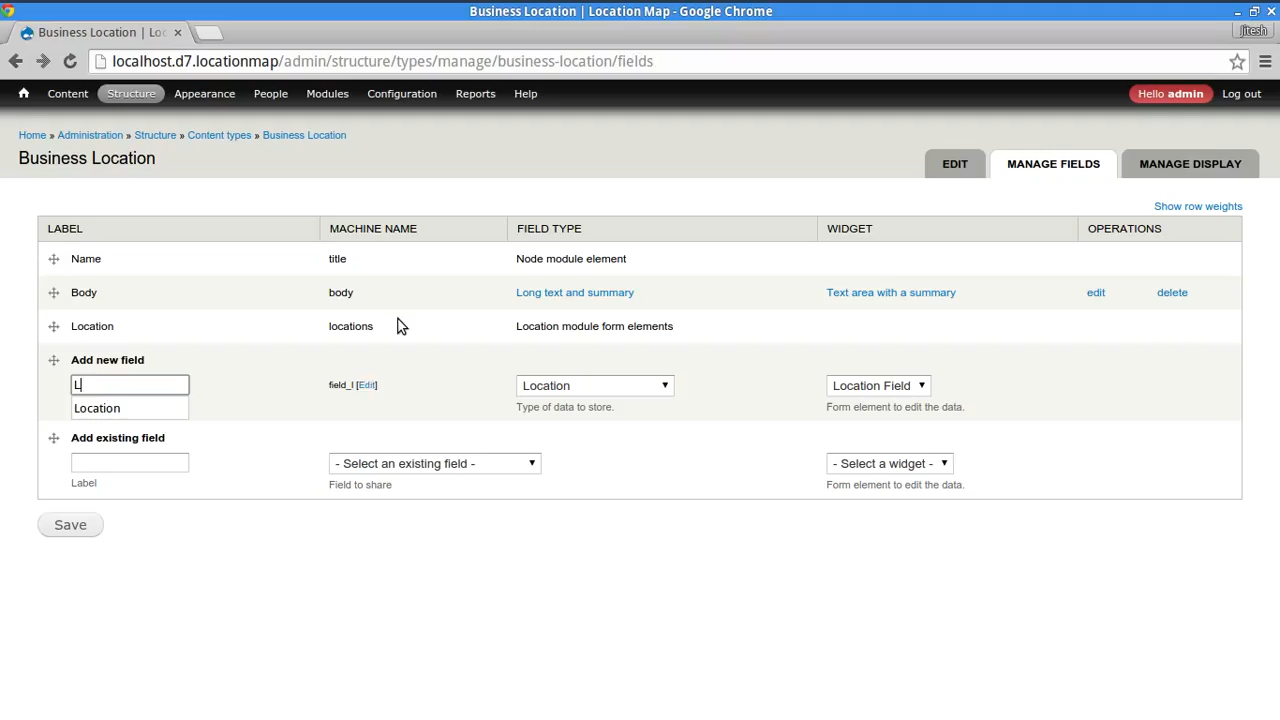 Business Location | Location Map - Google Chrome
Business Location | Loc
Jitesh
localhost.d7.locationmap/admin/structure/types/manage/business-location/fields
Content Structure Appearance People Modules Configuration Reports Help Hello admin Log out
Home » Administration » Structure » Content types » Business Location
Business Location
EDIT MANAGE FIELDS MANAGE DISPLAY
Show row weights
LABEL MACHINE NAME FIELD TYPE WIDGET OPERATIONS
Name title Node module element
Body body Long text and summary Text area with a summary edit delete
Location locations Location module form elements
Add new field
L field_l [Edit] Location Location Field
Location Type of data to store. Form element to edit the data.
Add existing field
- Select an existing field - - Select a widget -
Label Field to share Form element to edit the data.
Save